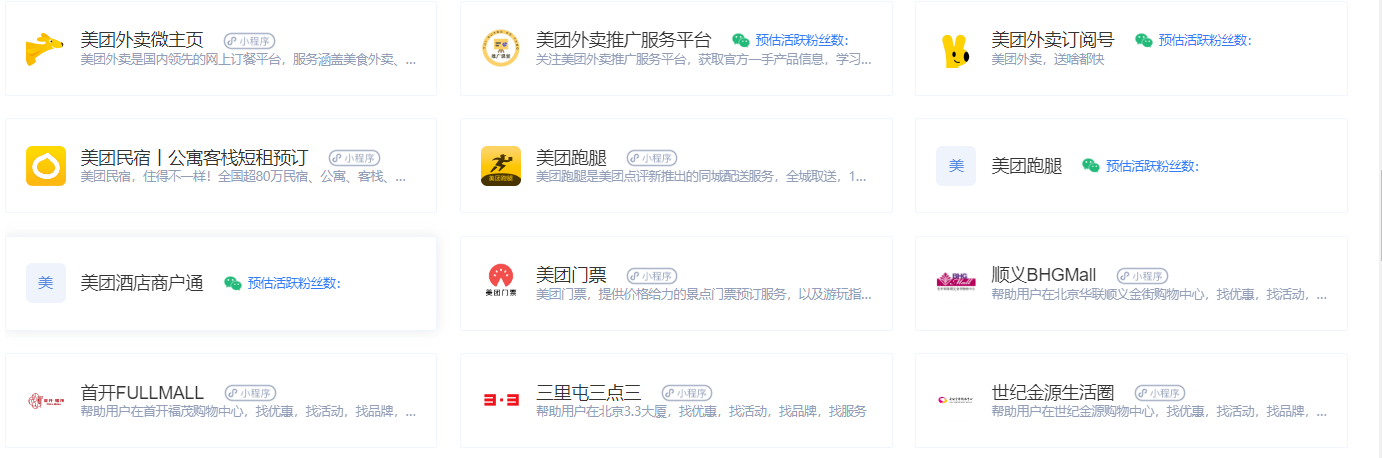 美团外卖微主页 小程序
美团外卖是国内领先的网上订餐平台，服务涵盖美食外卖、...
美团外卖推广服务平台 预估活跃粉丝数：
关注美团外卖推广服务平台，获取官方一手产品信息，学习...
美团外卖订阅号 预估活跃粉丝数：
美团外卖，送啥都快
美团民宿丨公寓客栈短租预订 小程序
美团民宿，住得不一样！全国超80万民宿、公寓、客栈、...
美团跑腿
美团跑腿 小程序
美团跑腿是美团点评新推出的同城配送服务，全城取送，1...
美
美团跑腿 预估活跃粉丝数：
美
美团酒店商户通 预估活跃粉丝数：
美团门票
美团门票 小程序
美团门票，提供价格给力的景点门票预订服务，以及游玩指...
BHG
Mall
顺义BHGMall 小程序
帮助用户在北京华联顺义金街购物中心，找优惠，找活动，...
首开FULLMALL 小程序
帮助用户在首开福茂购物中心，找优惠，找活动，找品牌，...
3·3
三里屯三点三 小程序
帮助用户在北京3.3大厦，找优惠，找活动，找品牌，找服务
世纪金源生活圈 小程序
帮助用户在世纪金源购物中心，找优惠，找活动，找品牌，...